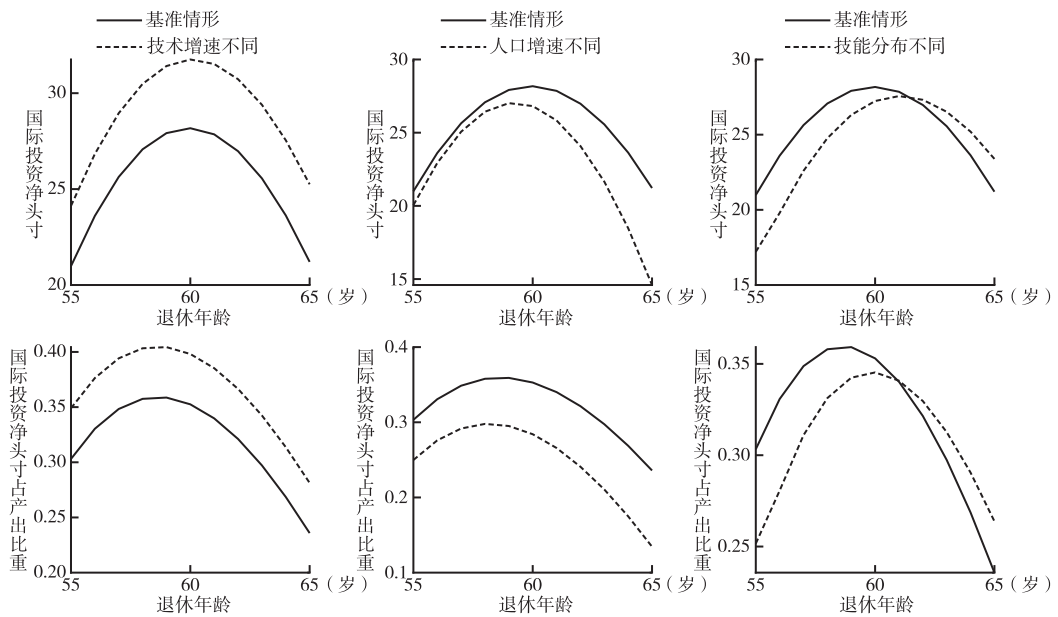 基准情形
技术增速不同
30
25
20
国际投资净头寸
55
60
65
(岁)
退休年龄
基准情形
人口增速不同
30
25
20
15
国际投资净头寸
55
60
65
(岁)
退休年龄
基准情形
技能分布不同
30
25
20
15
国际投资净头寸
55
60
65
(岁)
退休年龄
0.40
0.35
0.30
0.25
0.20
国际投资净头寸占产出比重
55
60
65
(岁)
退休年龄
0.4
0.3
0.2
0.1
国际投资净头寸占产出比重
55
60
65
(岁)
退休年龄
0.35
0.30
0.25
国际投资净头寸占产出比重
55
60
65
(岁)
退休年龄